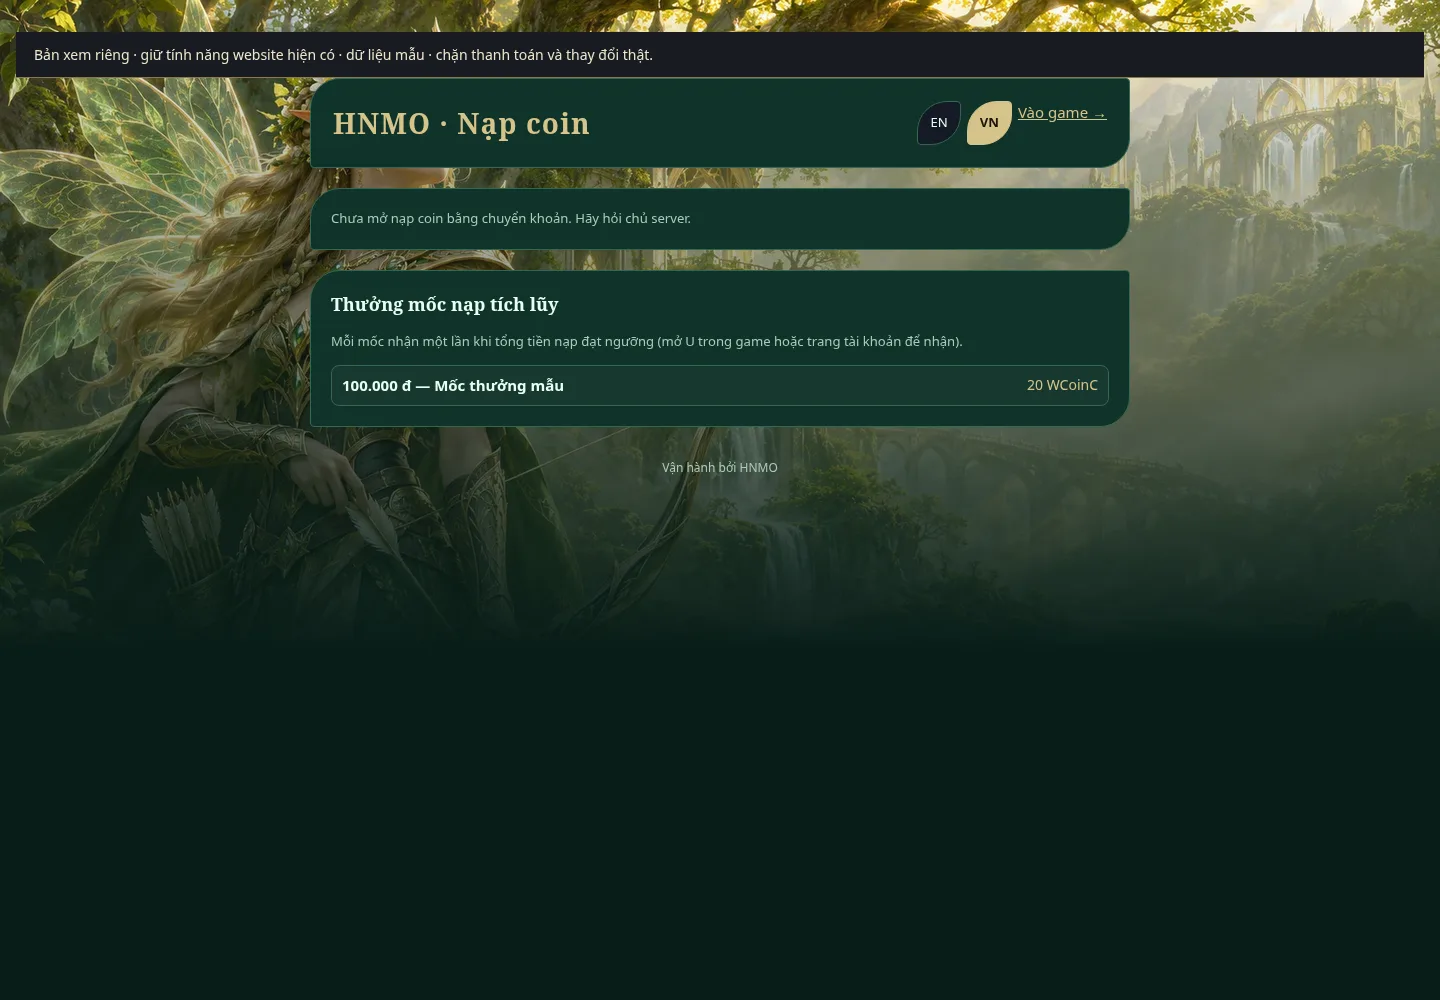 Bản xem riêng · giữ tính năng website hiện có · dữ liệu mẫu · chặn thanh toán và thay đổi thật.
HNMO · Nạp coin
EN
VN
Vào game →
Chưa mở nạp coin bằng chuyển khoản. Hãy hỏi chủ server.
Thưởng mốc nạp tích lũy
Mỗi mốc nhận một lần khi tổng tiền nạp đạt ngưỡng (mở U trong game hoặc trang tài khoản để nhận).
100.000 đ — Mốc thưởng mẫu
20 WCoinC
Vận hành bởi HNMO